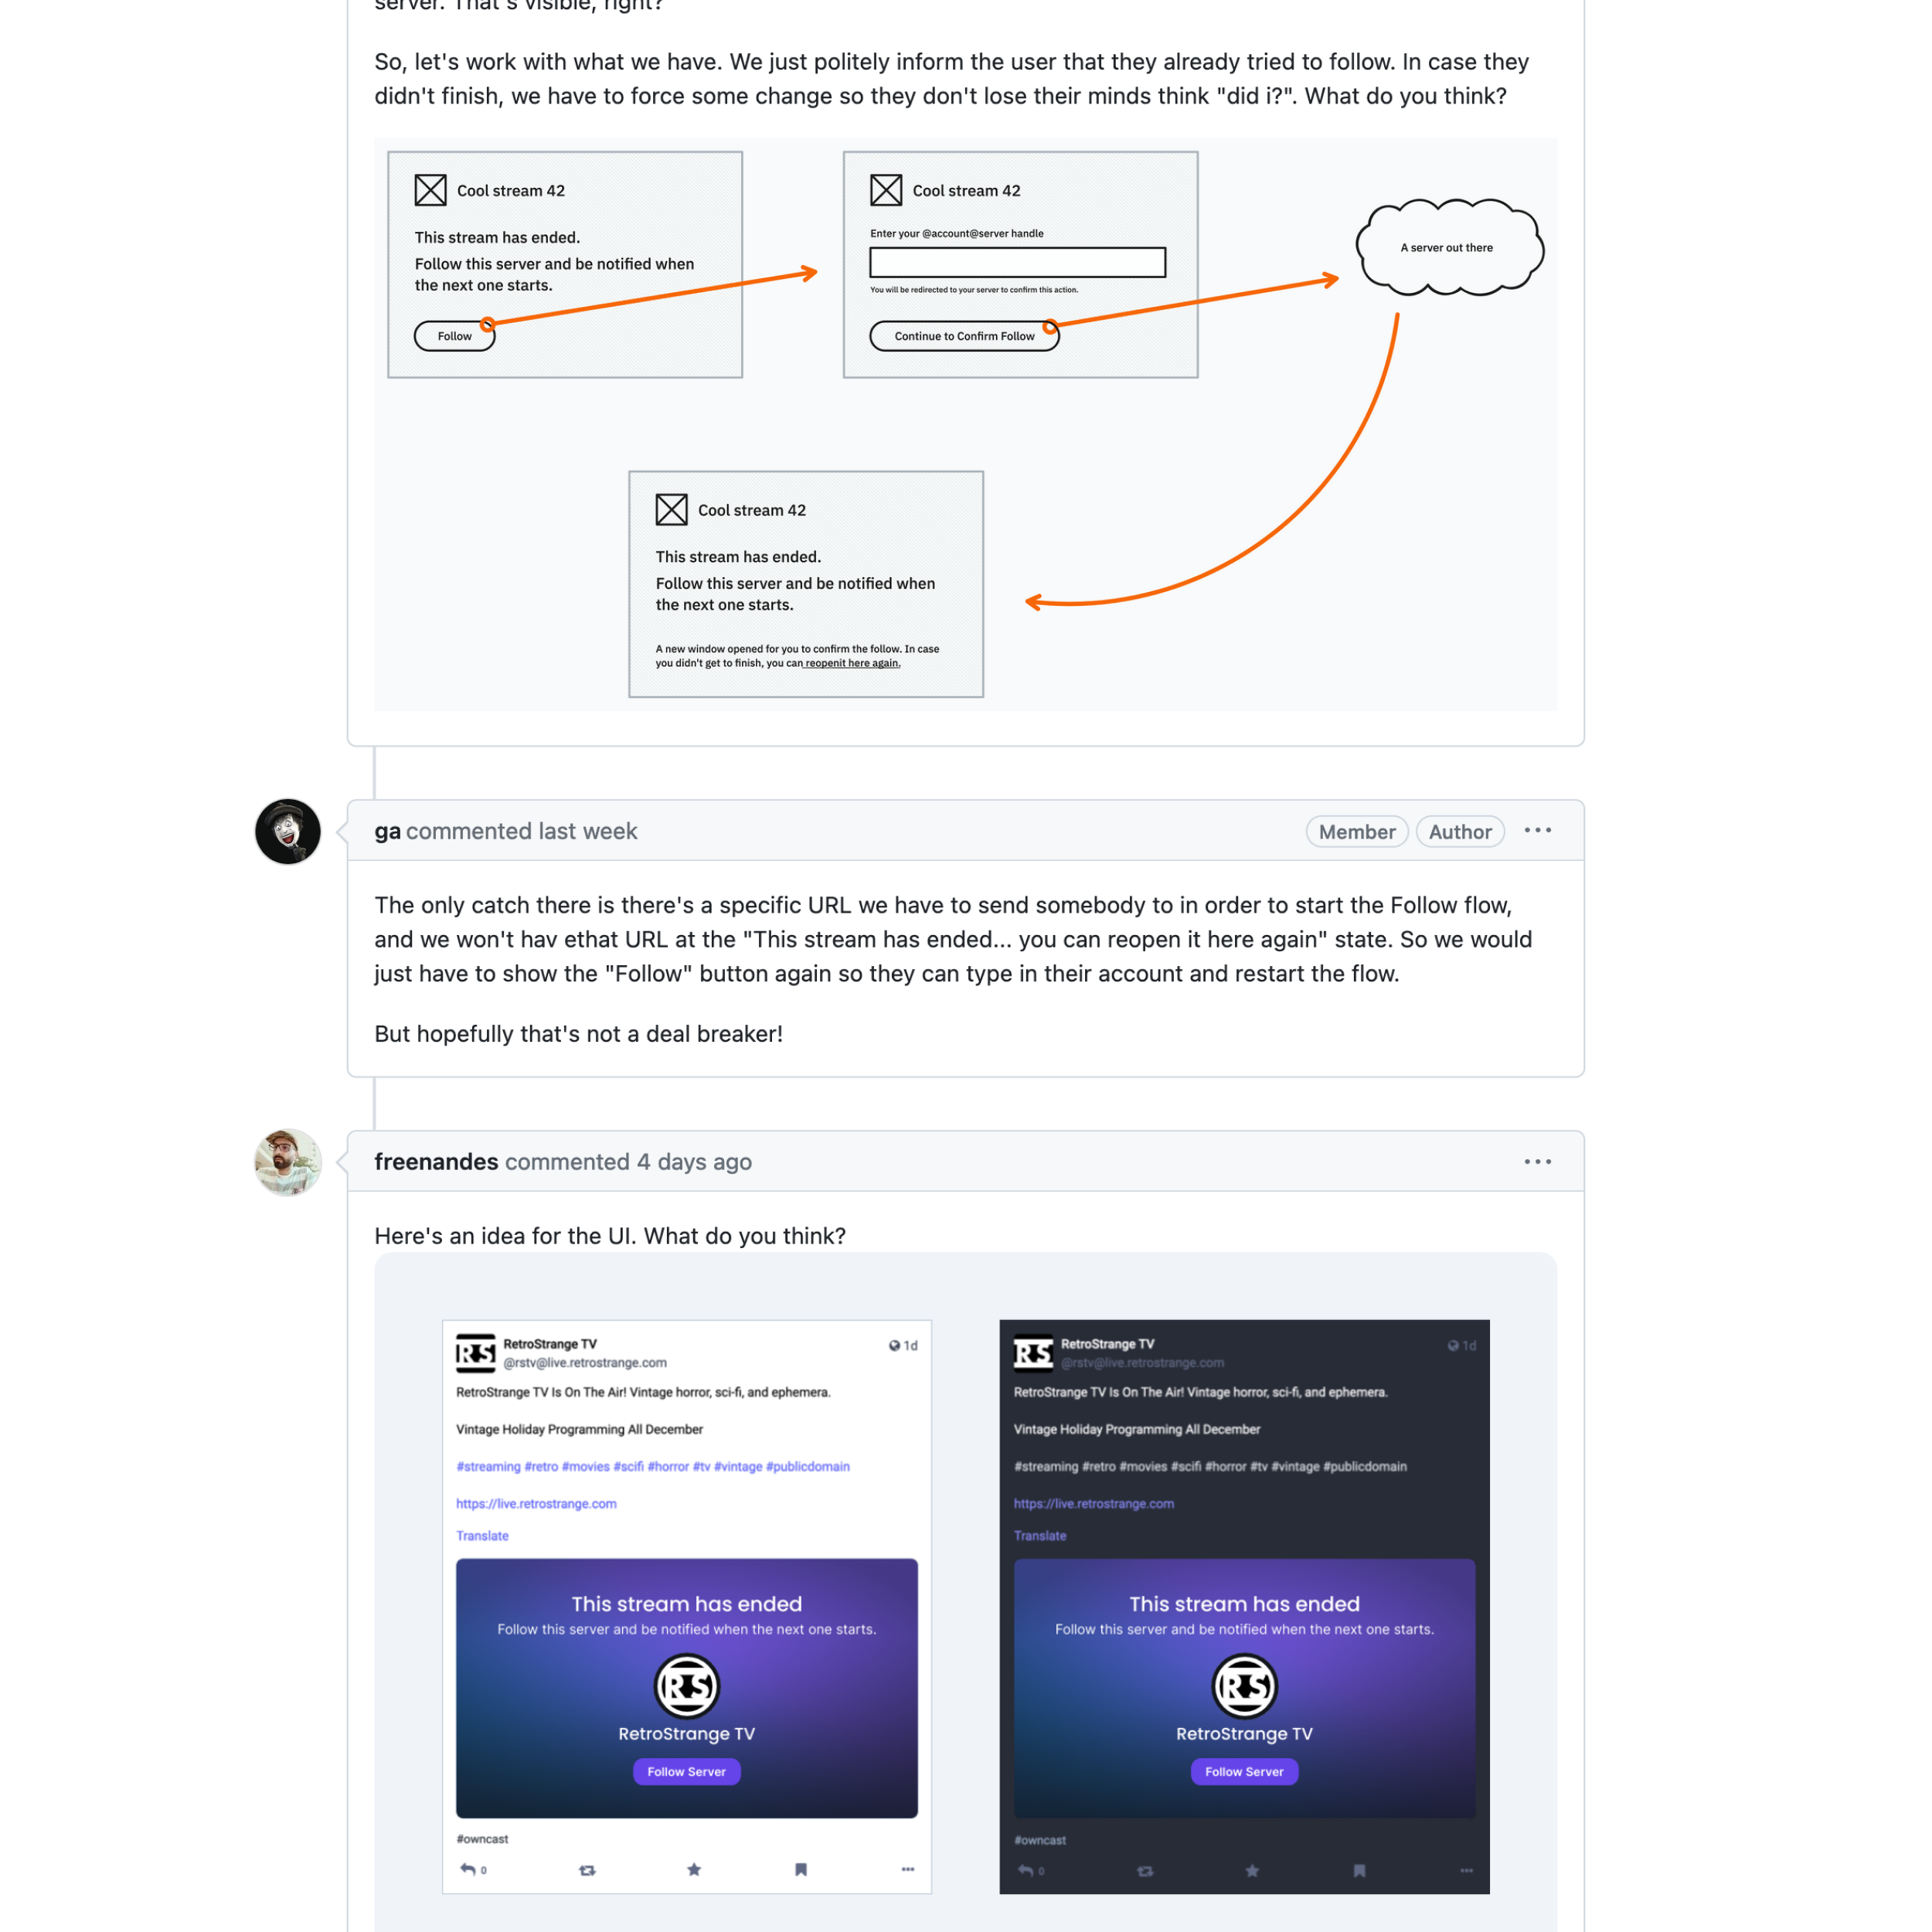 server. That's visible, right?
So, let's work with what we have. We just politely inform the user that they already tried to follow. In case they
didn't finish, we have to force some change so they don't lose their minds think "did i?". What do you think?
Cool stream 42
This stream has ended.
Follow this server and be notified when
the next one starts.
Follow
Cool stream 42
Enter your @account@server handle
You will be redirected to your server to confirm this action.
Continue to Confirm Follow
A server out there
Cool stream 42
This stream has ended.
Follow this server and be notified when
the next one starts.
A new window opened for you to confirm the follow. In case
you didn't get to finish, you can reopenit here again.
ga commented last week
Member
Author
The only catch there is there's a specific URL we have to send somebody to in order to start the Follow flow,
and we won't hav ethat URL at the "This stream has ended... you can reopen it here again" state. So we would
just have to show the "Follow" button again so they can type in their account and restart the flow.
But hopefully that's not a deal breaker!
freenandes commented 4 days ago
Here's an idea for the UI. What do you think?
RS
RetroStrange TV
1d
@rstv@live.retrostrange.com
RetroStrange TV Is On The Air! Vintage horror, sci-fi, and ephemera.
Vintage Holiday Programming All December
#streaming #retro #movies #scifi #horror #tv #vintage #publicdomain
https://live.retrostrange.com
Translate
This stream has ended
Follow this server and be notified when the next one starts.
RS
RetroStrange TV
Follow Server
#owncast
0
RS
RetroStrange TV
1d
@rstv@live.retrostrange.com
RetroStrange TV Is On The Air! Vintage horror, sci-fi, and ephemera.
Vintage Holiday Programming All December
#streaming #retro #movies #scifi #horror #tv #vintage #publicdomain
https://live.retrostrange.com
Translate
This stream has ended
Follow this server and be notified when the next one starts.
RS
RetroStrange TV
Follow Server
#owncast
0